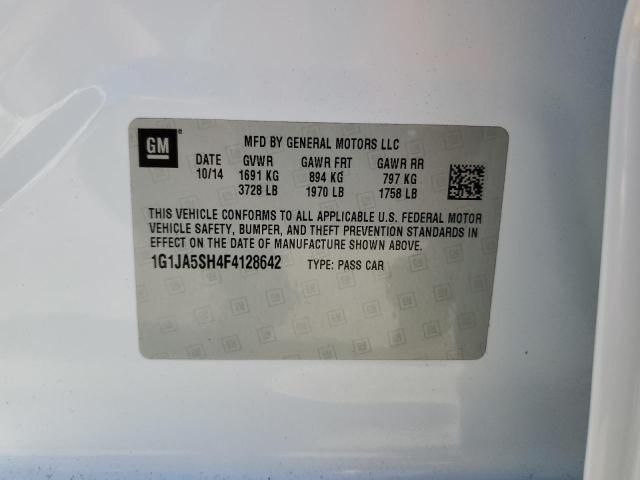 GM
MFD BY GENERAL MOTORS LLC
DATE GVWR GAWR FRT GAWR RR
10/14 1691 KG 894 KG 797 KG
3728 LB 1970 LB 1758 LB
THIS VEHICLE CONFORMS TO ALL APPLICABLE U.S. FEDERAL MOTOR
VEHICLE SAFETY, BUMPER, AND THEFT PREVENTION STANDARDS
IN EFFECT ON THE DATE OF MANUFACTURE SHOWN ABOVE.
1G1JA5SH4F4128642 TYPE: PASS CAR